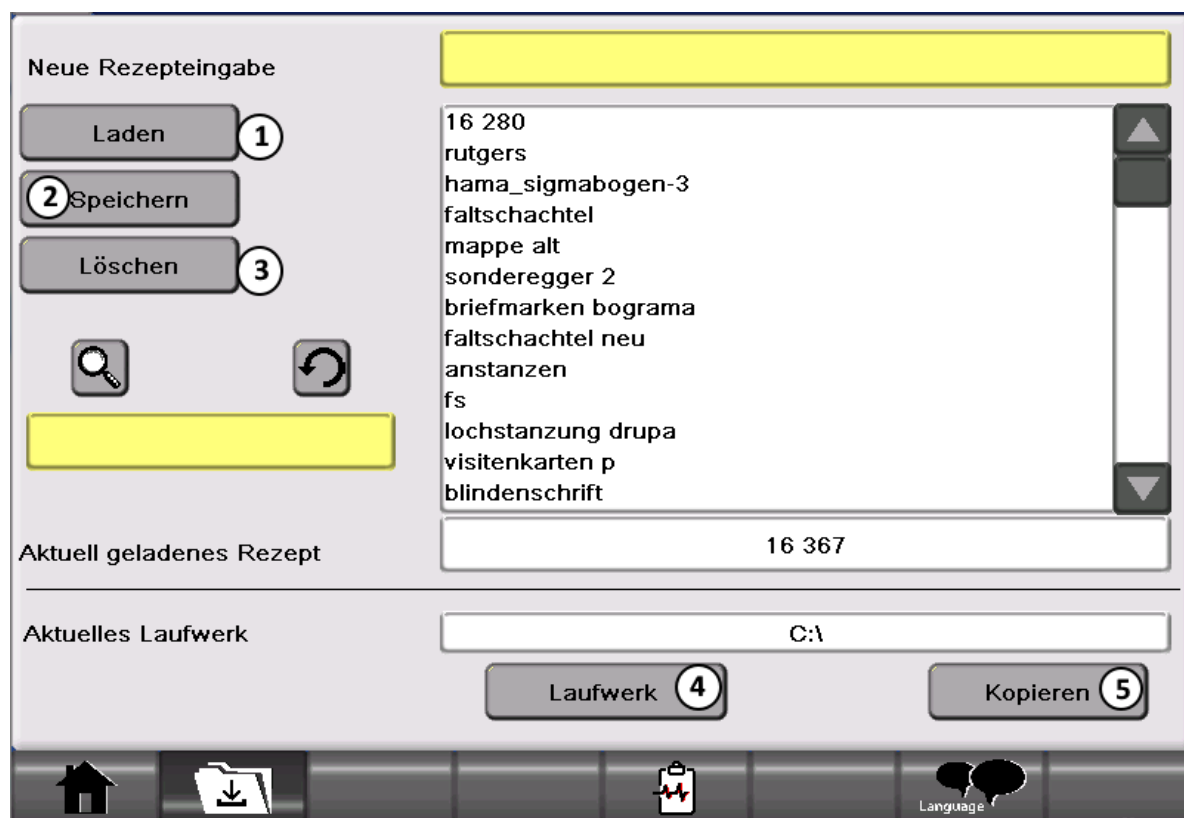 Neue Rezepteingabe
Laden 1
16 280
rutgers
2 Speichern
hama_sigmabogen-3
faltschachtel
Löschen 3
mappe alt
sonderegger 2
briefmarken bograma
faltschachtel neu
anstanzen
fs
lochstanzung drupa
visitenkarten p
blindenschrift
Aktuell geladenes Rezept
16 367
Aktuelles Laufwerk
C:\
Laufwerk 4
Kopieren 5
Language